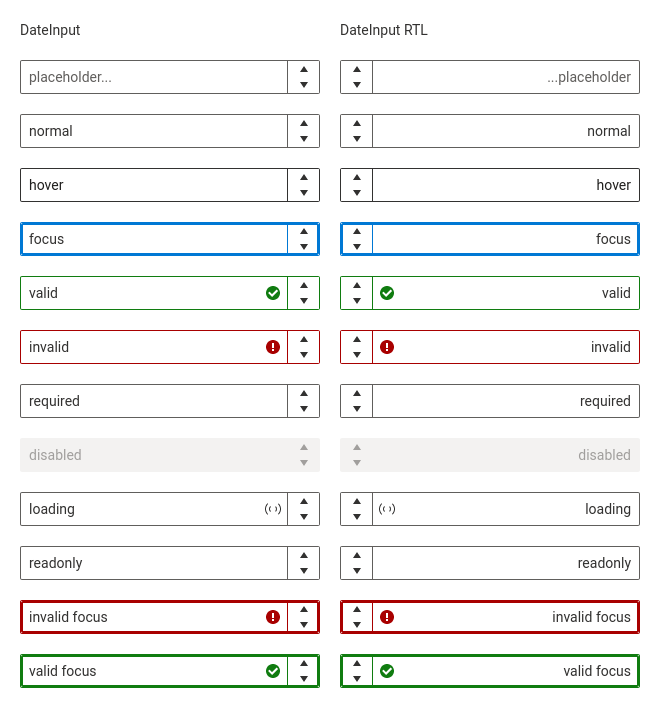 DateInput
DateInput RTL
placeholder...
...placeholder
normal
normal
hover
hover
focus
focus
valid
valid
invalid
invalid
required
required
disabled
disabled
loading
loading
readonly
readonly
invalid focus
invalid focus
valid focus
valid focus